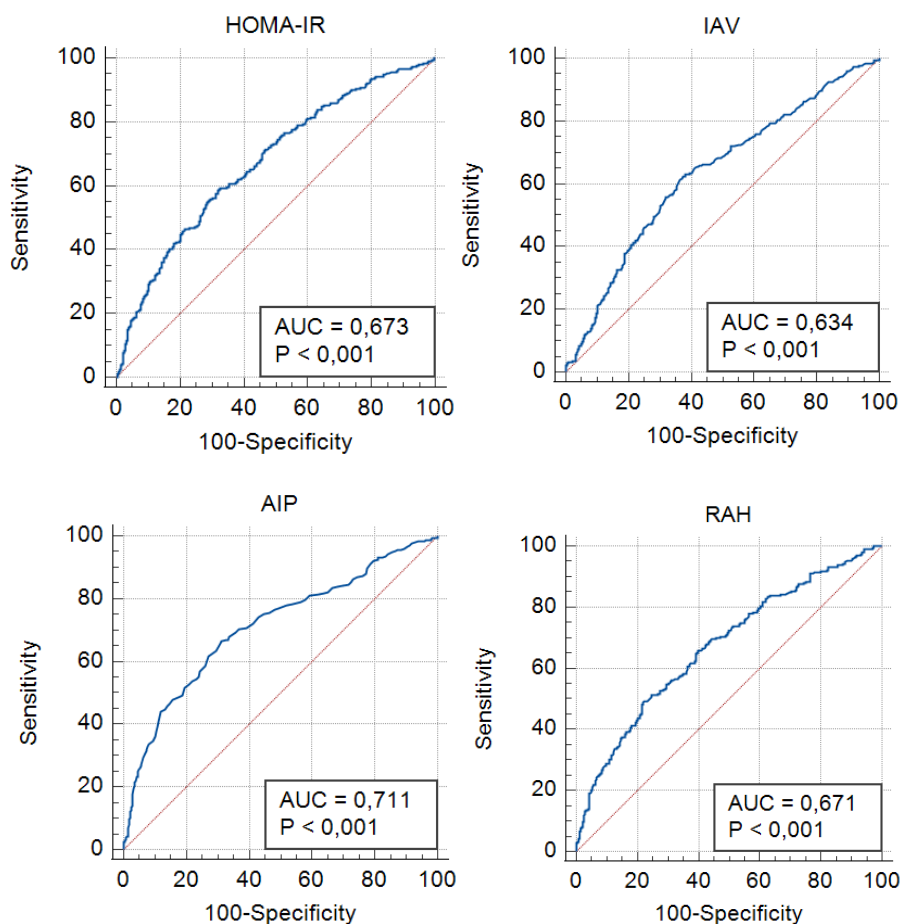 HOMA-IR
100
80
60
40
20
0
Sensitivity
AUC = 0,673
P < 0,001
0 20 40 60 80 100
100-Specificity
IAV
100
80
60
40
20
0
Sensitivity
AUC = 0,634
P < 0,001
0 20 40 60 80 100
100-Specificity
AIP
100
80
60
40
20
0
Sensitivity
AUC = 0,711
P < 0,001
0 20 40 60 80 100
100-Specificity
RAH
100
80
60
40
20
0
Sensitivity
AUC = 0,671
P < 0,001
0 20 40 60 80 100
100-Specificity